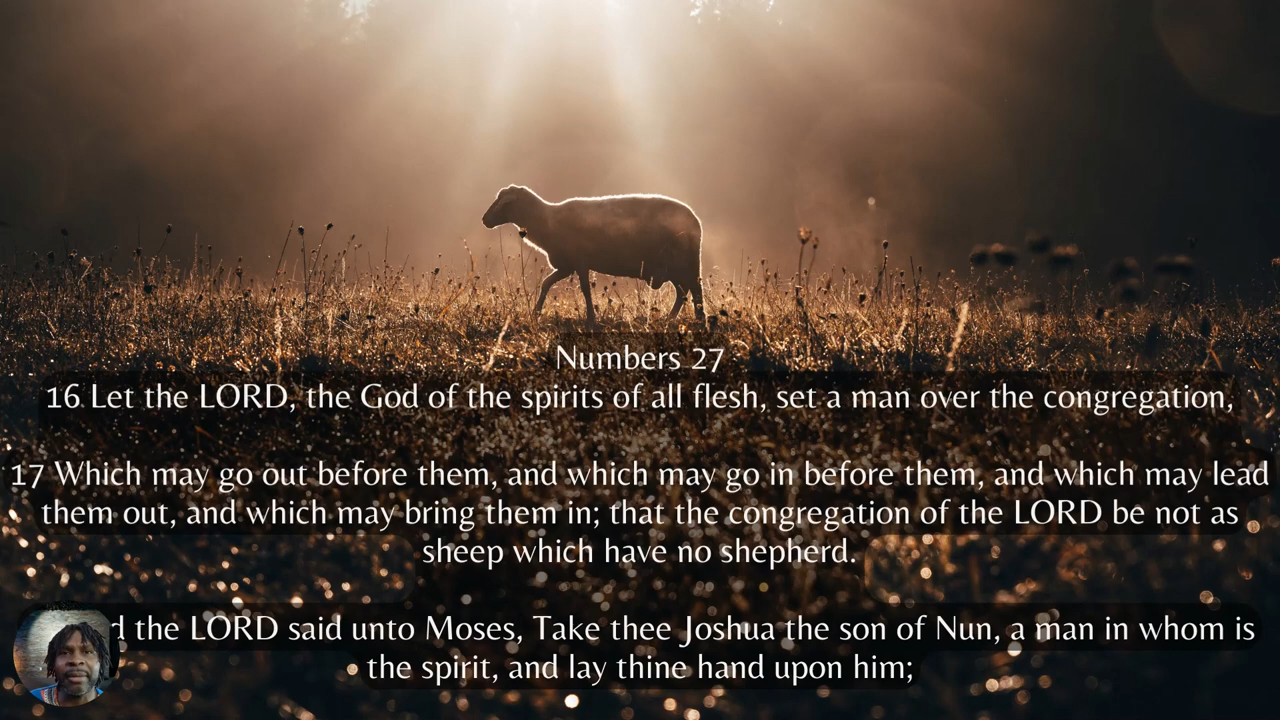 Numbers 27
16 Let the LORD, the God of the spirits of all flesh, set a man over the congregation,
17 Which may go out before them, and which may go in before them, and which may lead
them out, and which may bring them in; that the congregation of the LORD be not as
sheep which have no shepherd.
d the LORD said unto Moses, Take thee Joshua the son of Nun, a man in whom is
the spirit, and lay thine hand upon him;